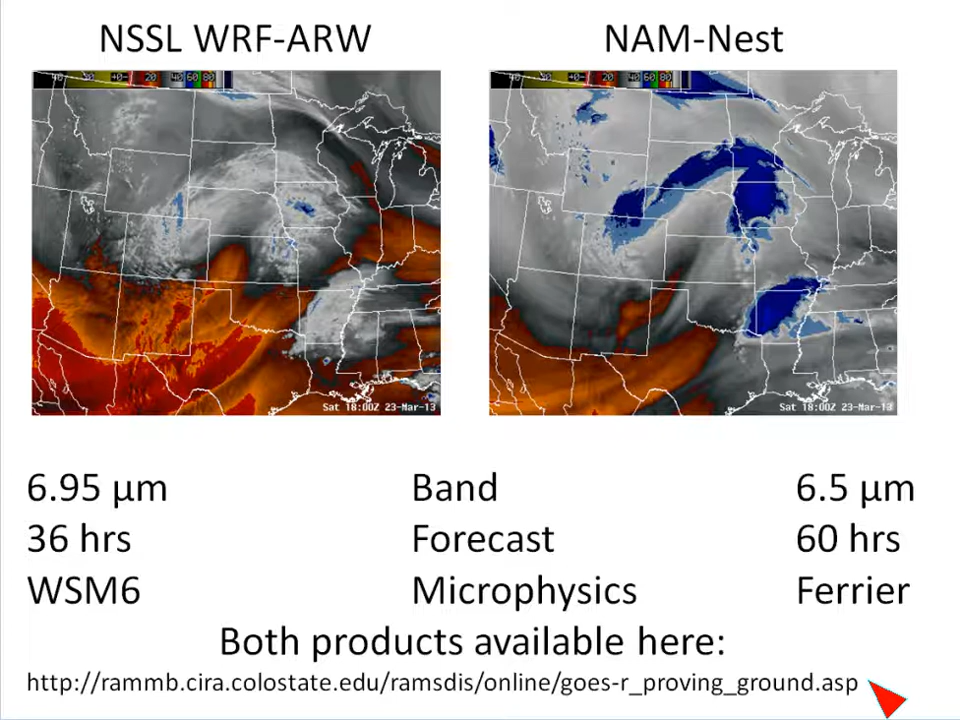 NSSL WRF-ARW NAM-Nest
Sat 18:00Z 23-Mar-13 Sat 18:00Z 23-Mar-13
6.95 µm Band 6.5 µm
36 hrs Forecast 60 hrs
WSM6 Microphysics Ferrier
Both products available here:
http://rammb.cira.colostate.edu/ramsdis/online/goes-r_proving_ground.asp